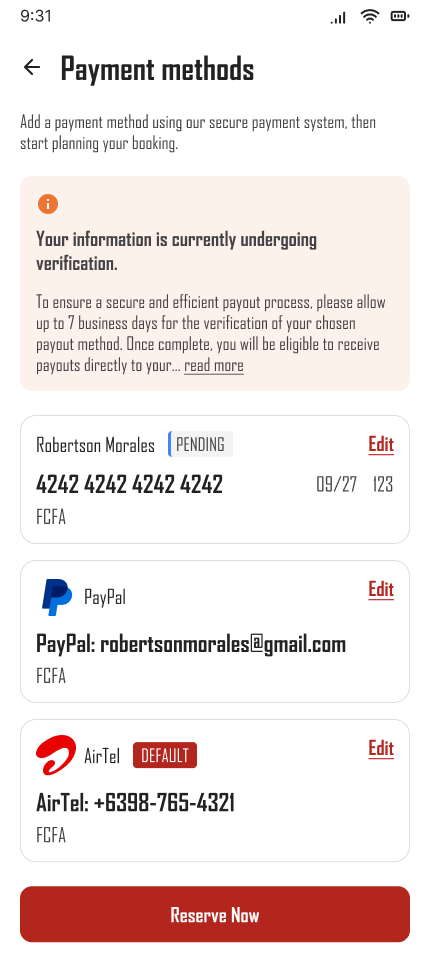 9:31
Payment methods
Add a payment method using our secure payment system, then
start planning your booking.
Your information is currently undergoing
verification.
To ensure a secure and efficient payout process, please allow
up to 7 business days for the verification of your chosen
payout method. Once complete, you will be eligible to receive
payouts directly to your... read more
Robertson Morales PENDING Edit
4242 4242 4242 4242 09/27 123
FCFA
PayPal Edit
PayPal: robertsonmorales@gmail.com
FCFA
AirTel DEFAULT Edit
AirTel: +6398-765-4321
FCFA
Reserve Now